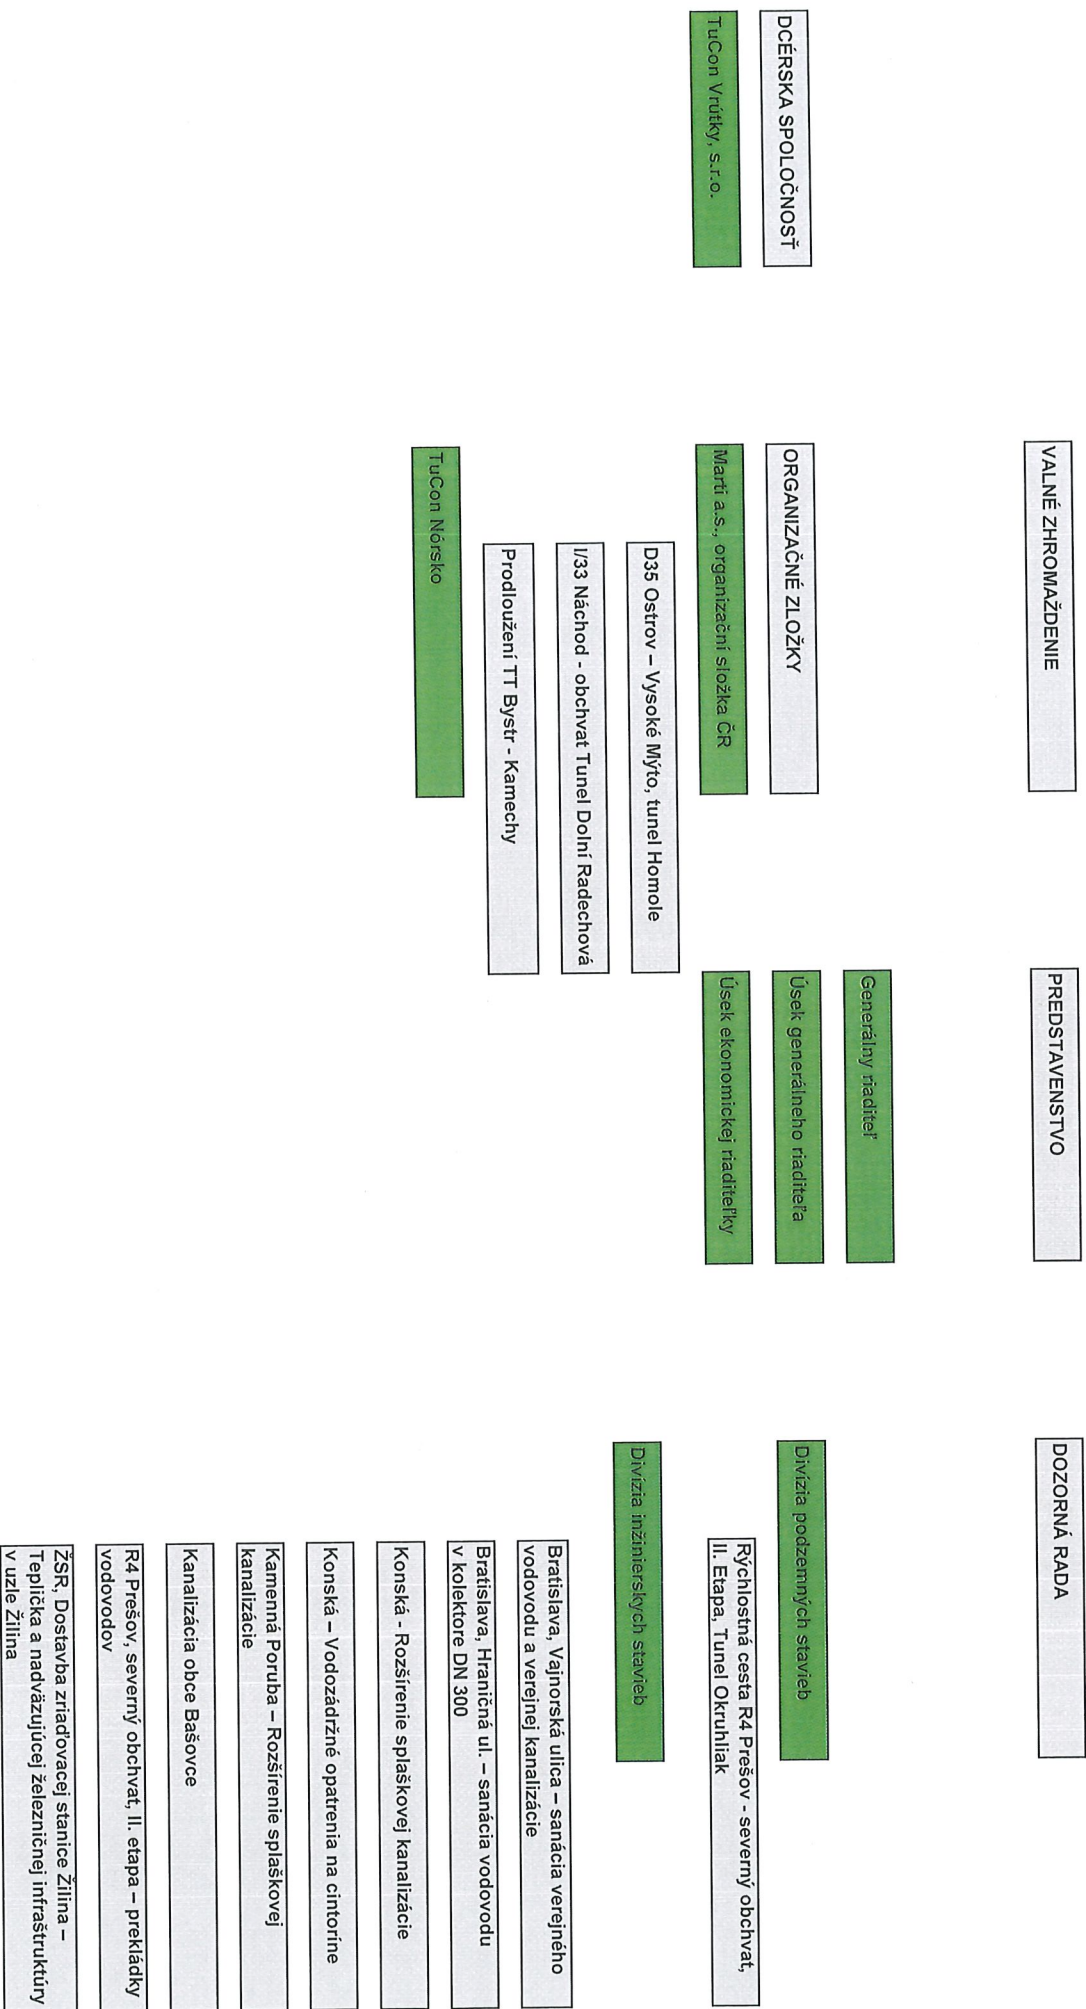 VALNÉ ZHROMAŽDENIE
PREDSTAVENSTVO
DOZORNÁ RADA
DCÉRSKA SPOLOČNOSŤ
TuCon Vrútky, s.r.o.
ORGANIZAČNÉ ZLOŽKY
Marti a.s., organizační složka ČR
D35 Ostrov – Vysoké Mýto, tunel Homole
I/33 Náchod - obchvat Tunel Dolní Radechová
Prodloužení TT Bystr - Kamechy
TuCon Nórsko
Generálny riaditeľ
Úsek generálneho riaditeľa
Úsek ekonomickej riaditeľky
Divízia podzemných stavieb
Rýchlostná cesta R4 Prešov - severný obchvat,
II. Etapa, Tunel Okruhliak
Divízia inžinierskych stavieb
Bratislava, Vajnorská ulica – sanácia verejného
vodovodu a verejnej kanalizácie
Bratislava, Hraničná ul. – sanácia vodovodu
v kolektore DN 300
Konská - Rozšírenie splaškovej kanalizácie
Konská – Vodozádržné opatrenia na cintoríne
Kamenná Poruba – Rozšírenie splaškovej
kanalizácie
Kanalizácia obce Bašovce
R4 Prešov, severný obchvat, II. etapa – prekládky
vodovodov
ŽSR, Dostavba zriaďovacej stanice Žilina –
Teplička a nadväzujúcej železničnej infraštruktúry
v uzle Žilina